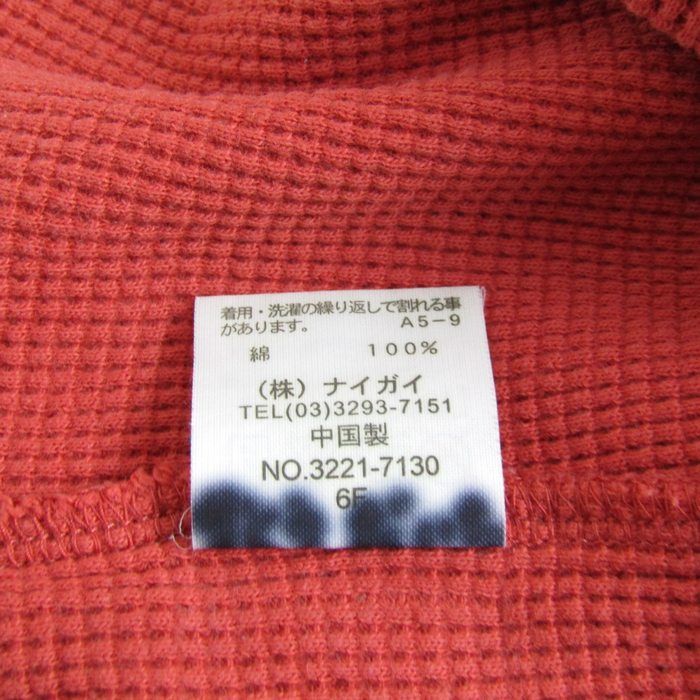 着用・洗濯の繰り返しで割れる事
があります。 A5-9
綿 100%
(株) ナイガイ
TEL(03)3293-7151
中国製
NO.3221-7130
6F